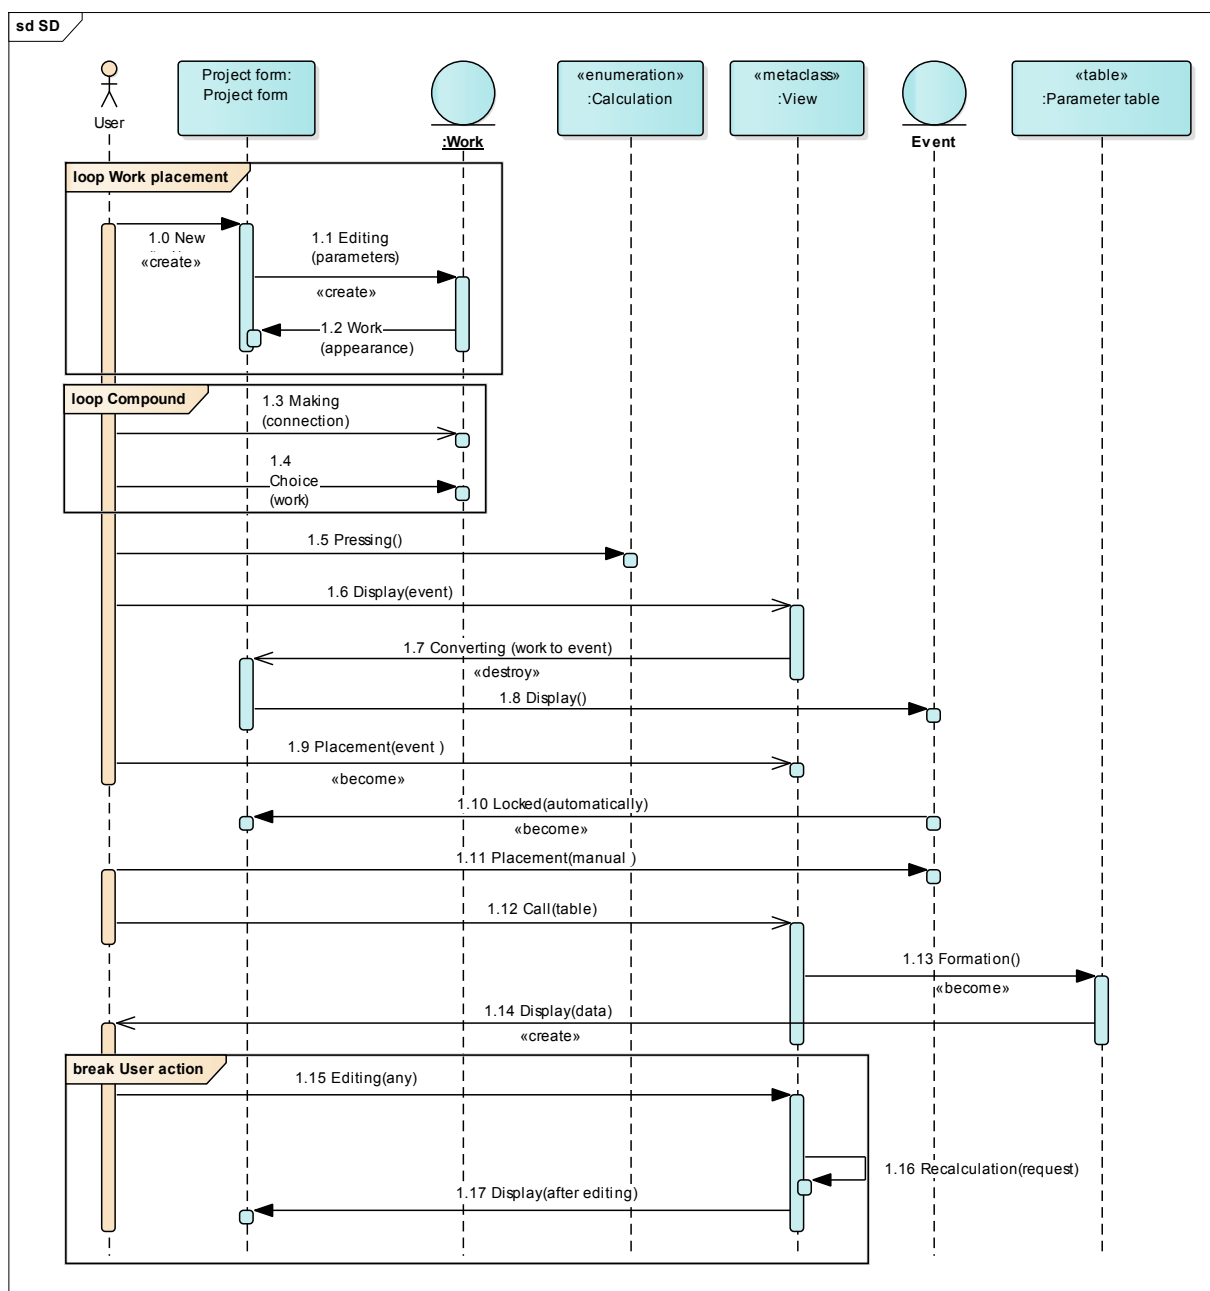 sd SD
User
Project form:
Project form
:Work
«enumeration»
:Calculation
«metaclass»
:View
Event
«table»
:Parameter table
loop Work placement
1.0 New
«create»
1.1 Editing
(parameters)
«create»
1.2 Work
(appearance)
loop Compound
1.3 Making
(connection)
1.4
Choice
(work)
1.5 Pressing()
1.6 Display(event)
1.7 Converting (work to event)
«destroy»
1.8 Display()
1.9 Placement(event )
«become»
1.10 Locked(automatically)
«become»
1.11 Placement(manual )
1.12 Call(table)
1.13 Formation()
«become»
1.14 Display(data)
«create»
break User action
1.15 Editing(any)
1.16 Recalculation(request)
1.17 Display(after editing)